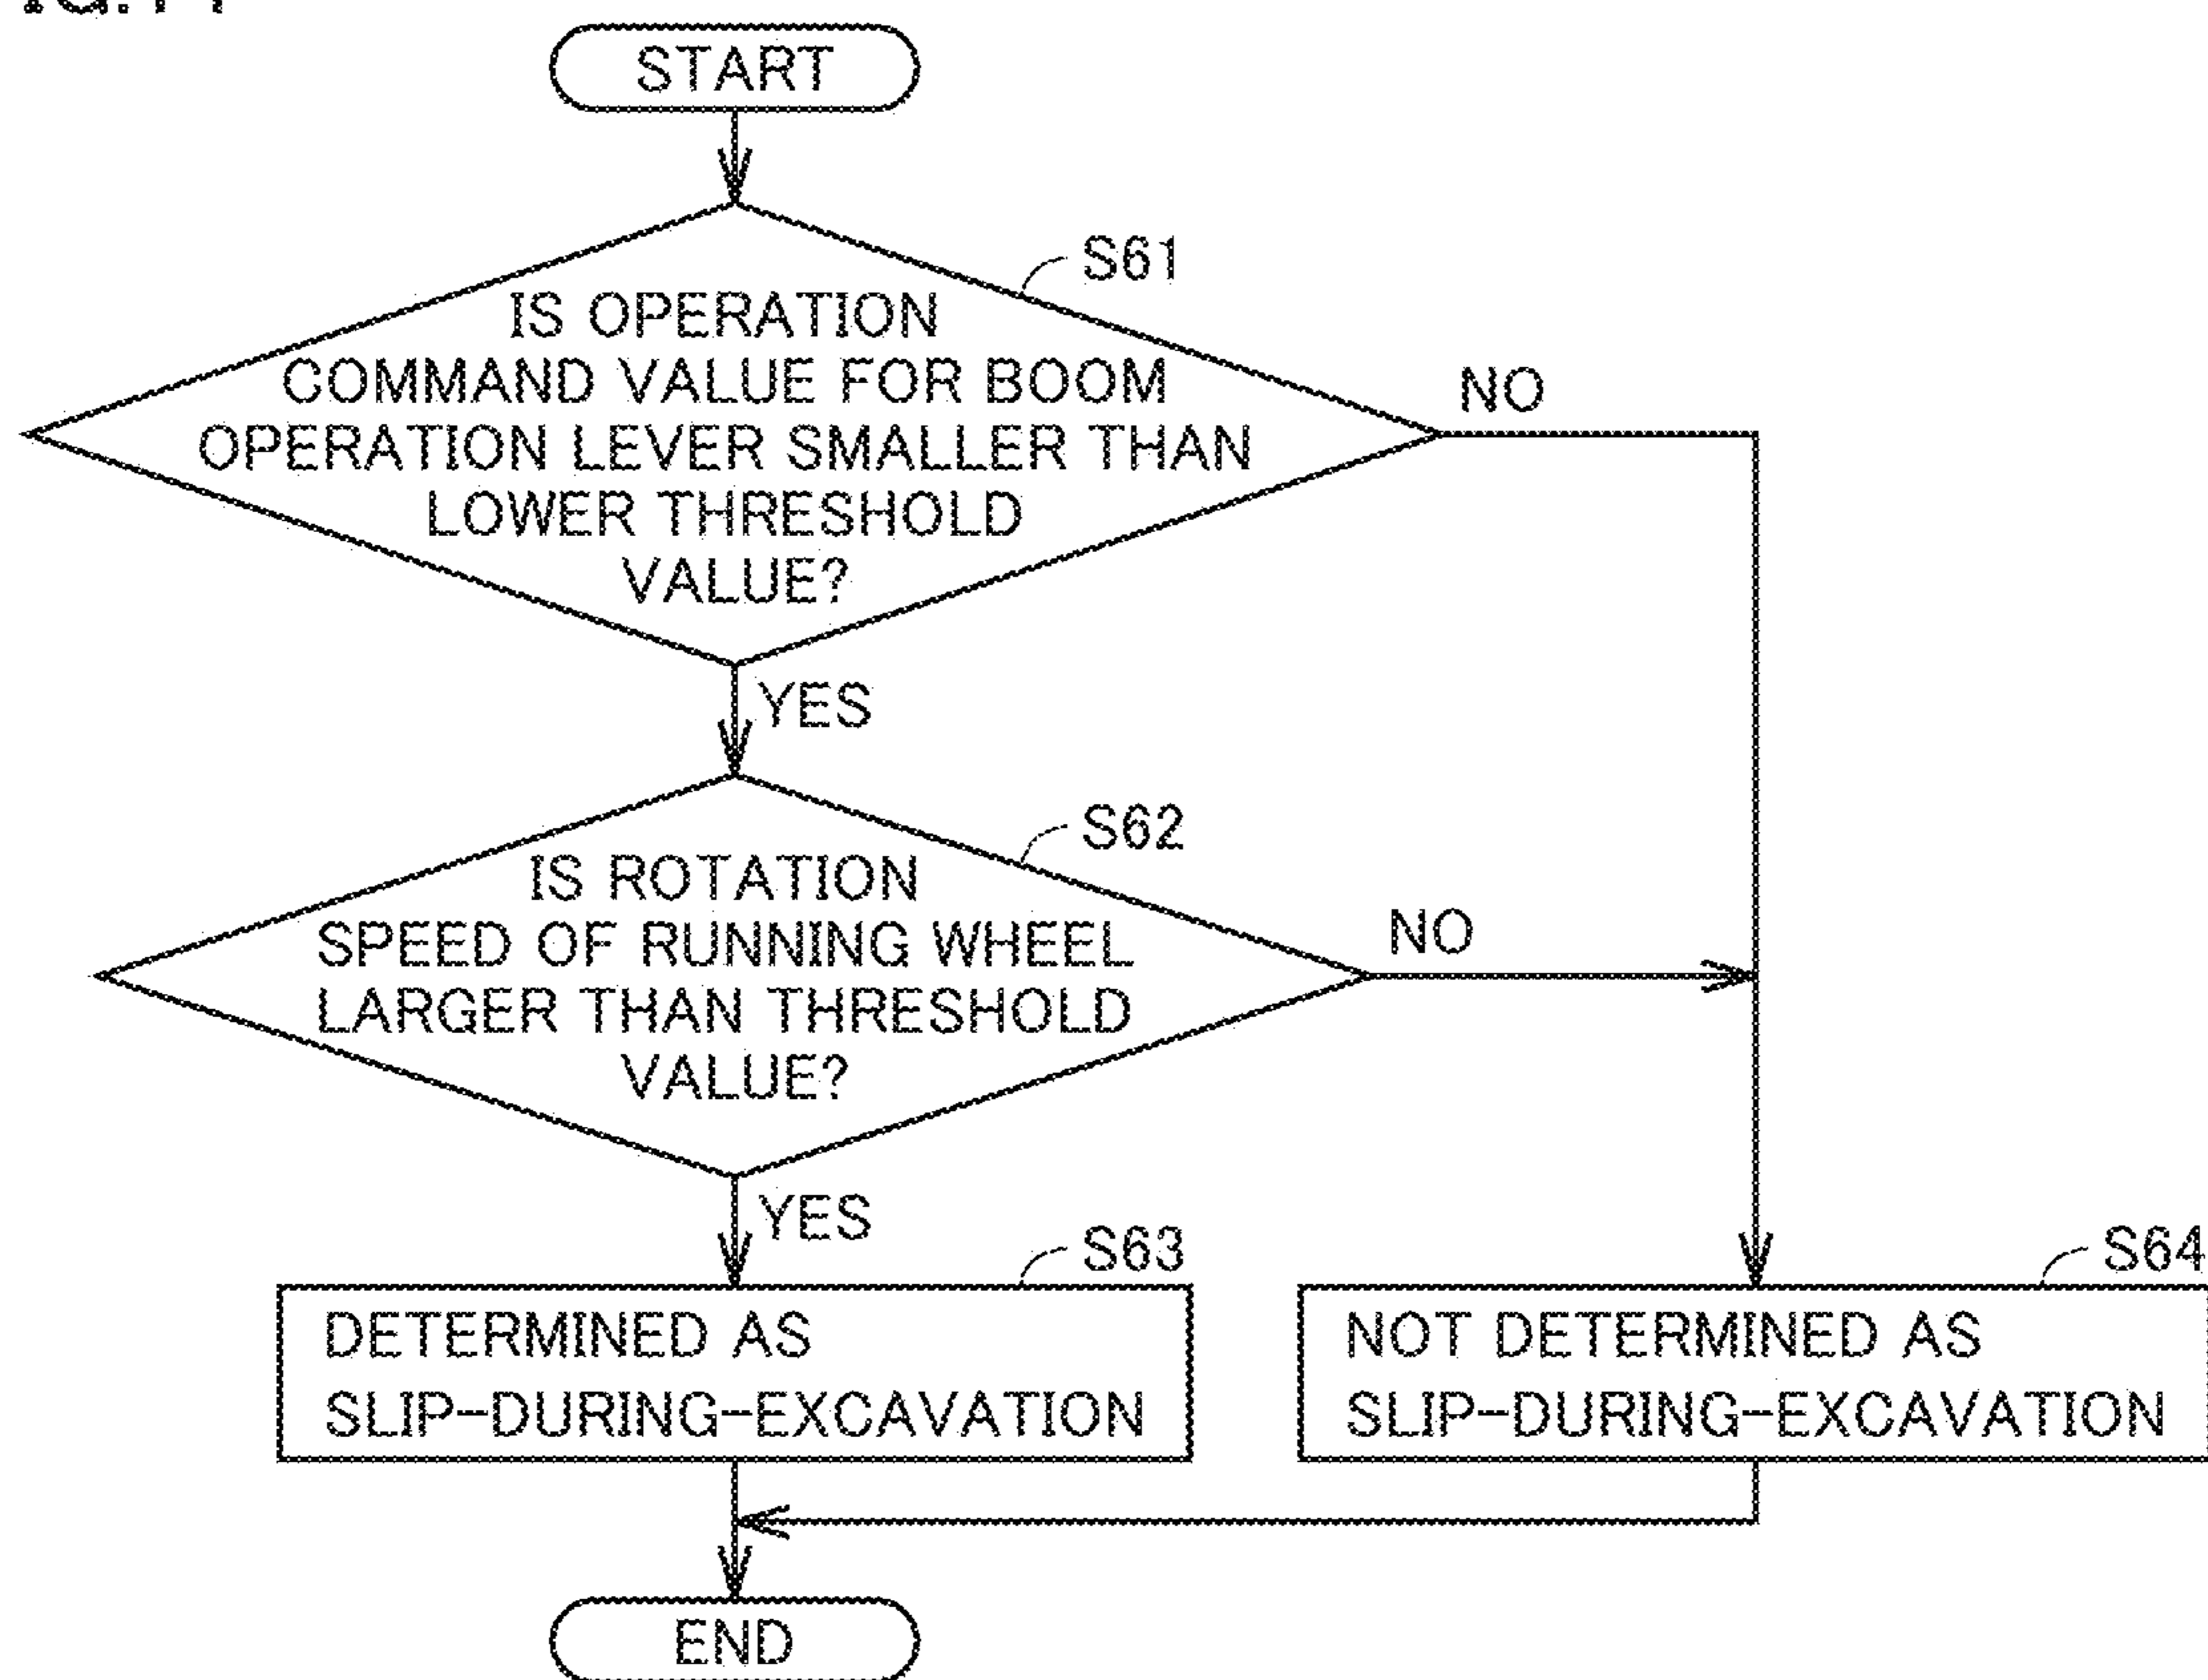 START
S61
IS OPERATION
COMMAND VALUE FOR BOOM
OPERATION LEVER SMALLER THAN
LOWER THRESHOLD
VALUE?
NO
YES
S62
IS ROTATION
SPEED OF RUNNING WHEEL
LARGER THAN THRESHOLD
VALUE?
NO
YES
S63
DETERMINED AS
SLIP-DURING-EXCAVATION
S64
NOT DETERMINED AS
SLIP-DURING-EXCAVATION
END